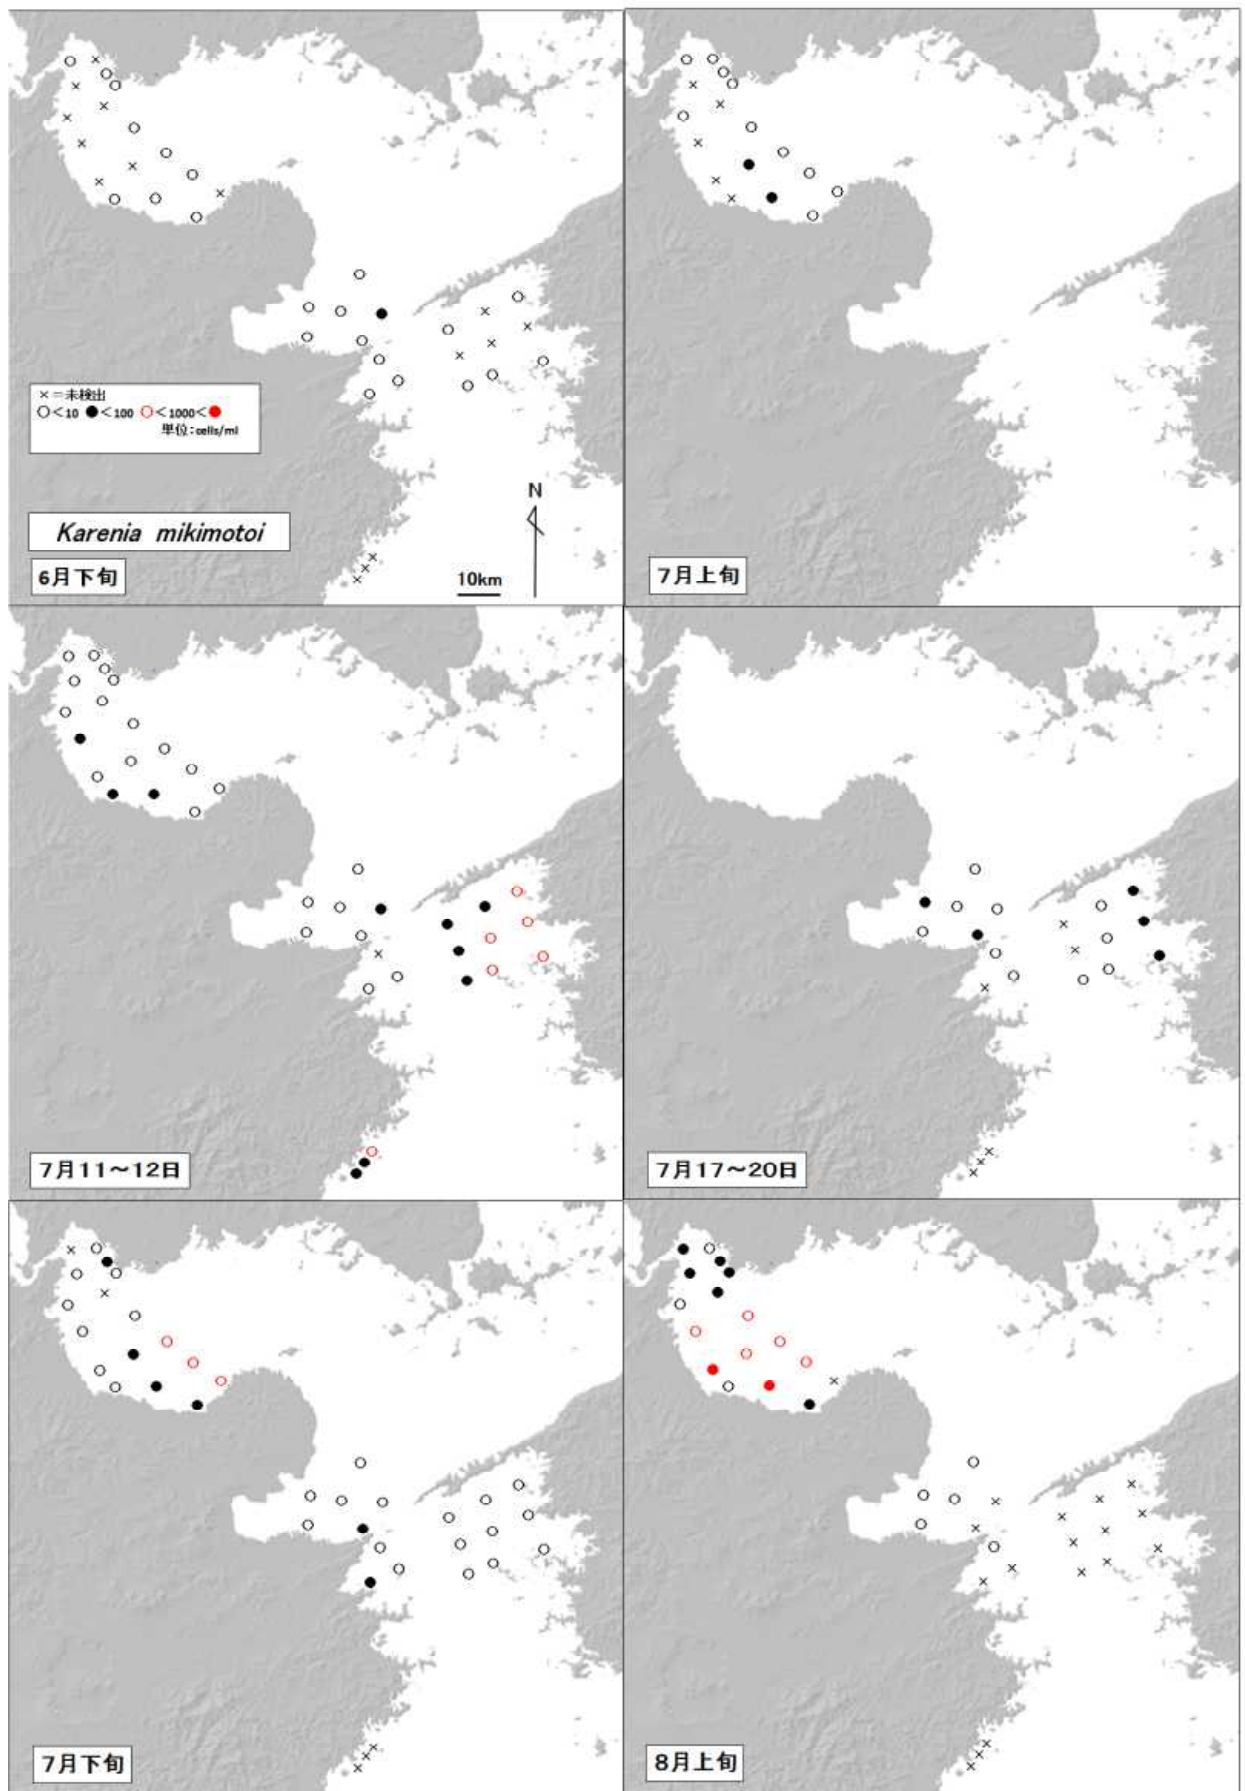 ×=未検出
○<10 ●<100 ○<1000<●
単位:cells/ml
N
Karenia mikimotoi
6月下旬
10km
7月上旬
7月11～12日
7月17～20日
7月下旬
8月上旬